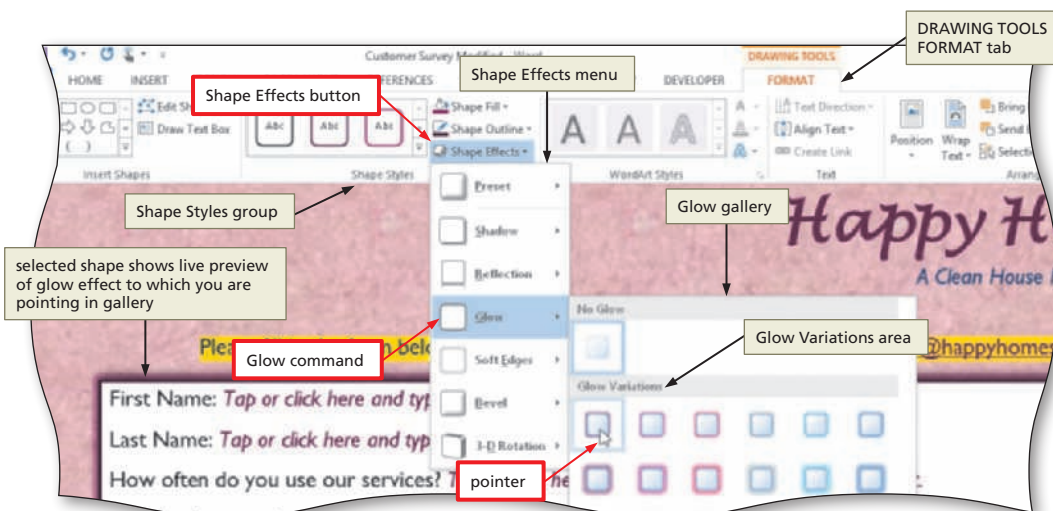 DRAWING TOOLS
FORMAT tab
Customer Survey Modified - Word
DRAWING TOOLS
HOME INSERT
Shape Effects menu
DEVELOPER FORMAT
Shape Effects button
Edit Sh
Draw Text Box
Abc Abc Abc
Shape Fill
Shape Outline
Shape Effects
A A A
Text Direction
Align Text
Create Link
Position
Wrap
Text
Bring
Send
Selecti
Insert Shapes
Shape Styles
WordArt Styles
Text
Arrang
Preset
Shadow
Reflection
Glow
Soft Edges
Bevel
3-D Rotation
Shape Styles group
Glow gallery
Happy H
A Clean House
selected shape shows live preview
of glow effect to which you are
pointing in gallery
No Glow
Glow Variations area
Glow command
@happyhomes
Glow Variations
First Name: Tap or click here and typ
Last Name: Tap or click here and typ
How often do you use our services?
pointer